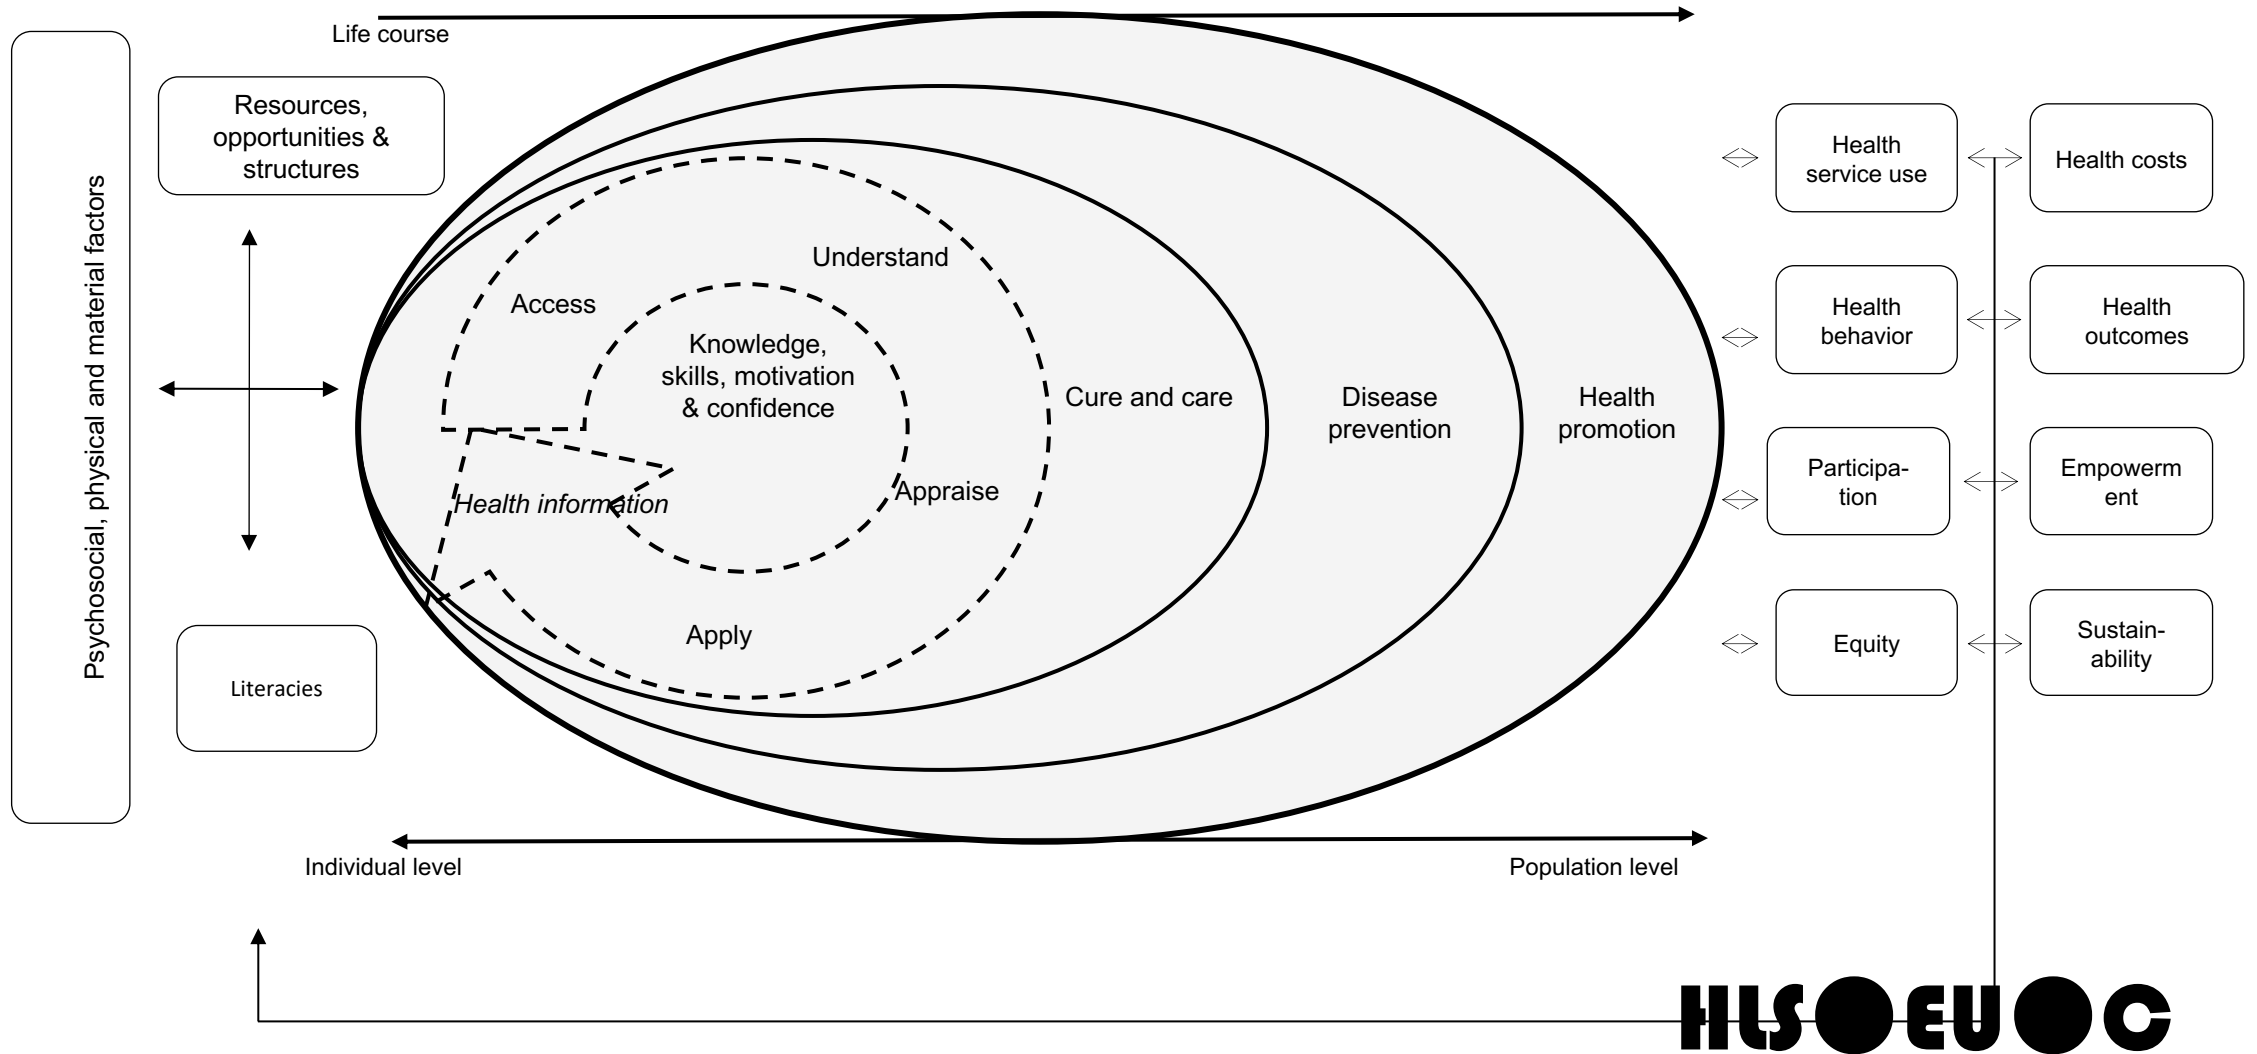 Life course
Psychosocial, physical and material factors
Resources,
opportunities &
structures
Literacies
Access
Understand
Knowledge,
skills, motivation
& confidence
Health information
Appraise
Apply
Cure and care
Disease
prevention
Health
promotion
Health
service use
Health costs
Health
behavior
Health
outcomes
Participa-
tion
Empowerm
ent
Equity
Sustain-
ability
Individual level
Population level
HLS EU C